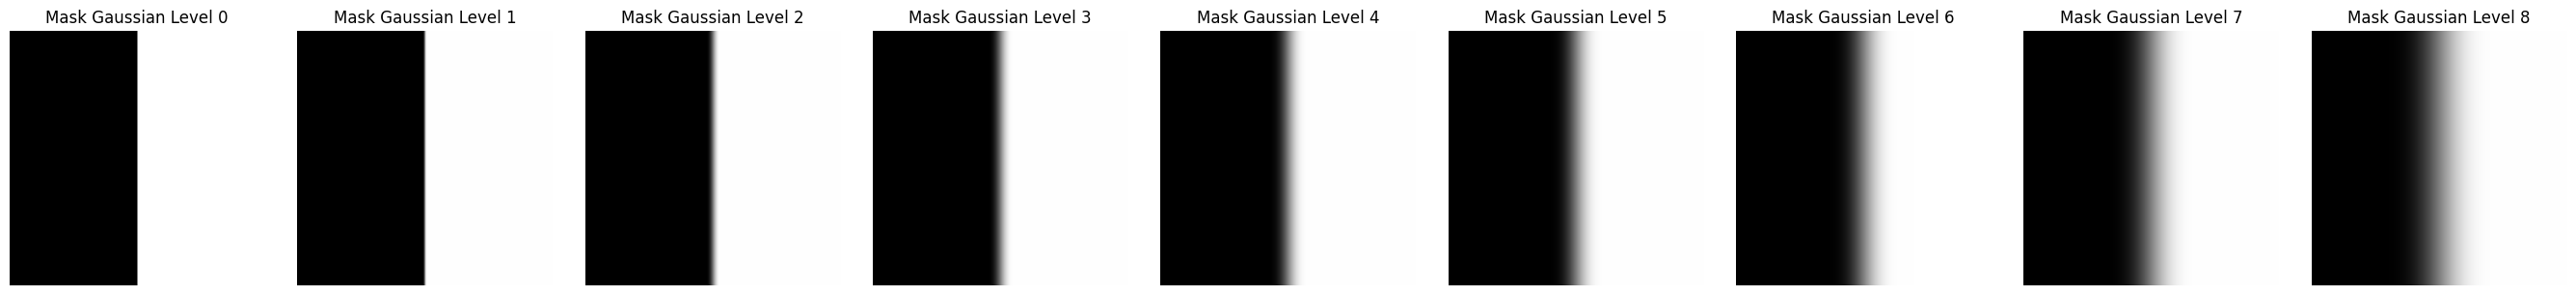 Mask Gaussian Level 0
Mask Gaussian Level 1
Mask Gaussian Level 2
Mask Gaussian Level 3
Mask Gaussian Level 4
Mask Gaussian Level 5
Mask Gaussian Level 6
Mask Gaussian Level 7
Mask Gaussian Level 8